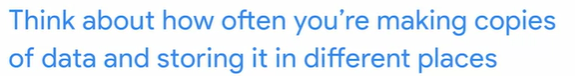 Think about how often you’re making copies
of data and storing it in different places